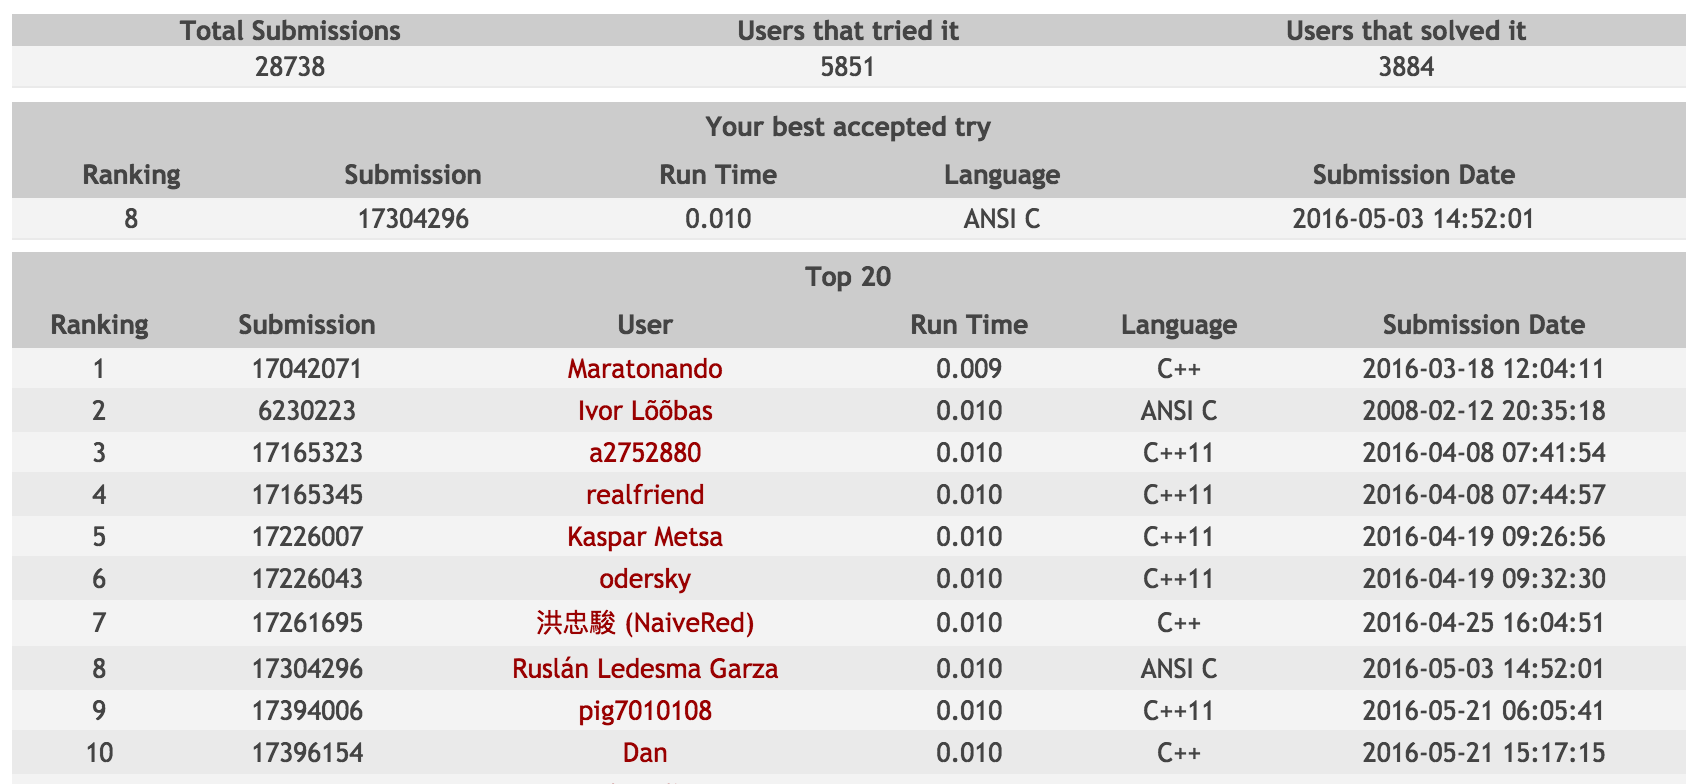 Total Submissions Users that tried it Users that solved it
28738 5851 3884
Your best accepted try
Ranking Submission Run Time Language Submission Date
8 17304296 0.010 ANSI C 2016-05-03 14:52:01
Top 20
Ranking Submission User Run Time Language Submission Date
1 17042071 Maratonando 0.009 C++ 2016-03-18 12:04:11
2 6230223 Ivor Lõõbas 0.010 ANSI C 2008-02-12 20:35:18
3 17165323 a2752880 0.010 C++11 2016-04-08 07:41:54
4 17165345 realfriend 0.010 C++11 2016-04-08 07:44:57
5 17226007 Kaspar Metsa 0.010 C++11 2016-04-19 09:26:56
6 17226043 odersky 0.010 C++11 2016-04-19 09:32:30
7 17261695 洪忠駿 (NaiveRed) 0.010 C++ 2016-04-25 16:04:51
8 17304296 Ruslán Ledesma Garza 0.010 ANSI C 2016-05-03 14:52:01
9 17394006 pig7010108 0.010 C++11 2016-05-21 06:05:41
10 17396154 Dan 0.010 C++ 2016-05-21 15:17:15